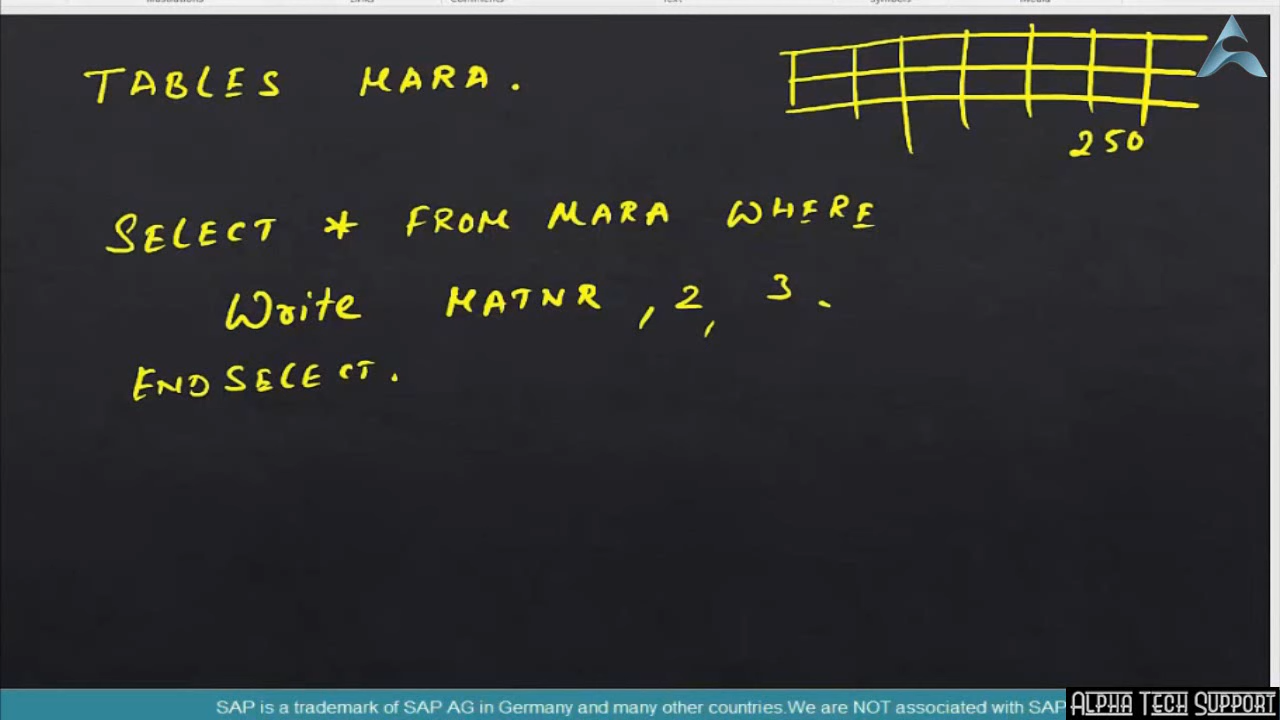 TABLES MARA.
250
SELECT * FROM MARA WHERE
Write MATNR, 2, 3.
ENDSELECT.
SAP is a trademark of SAP AG in Germany and many other countries.We are NOT associated with SAP
ALPHA TECH SUPPORT